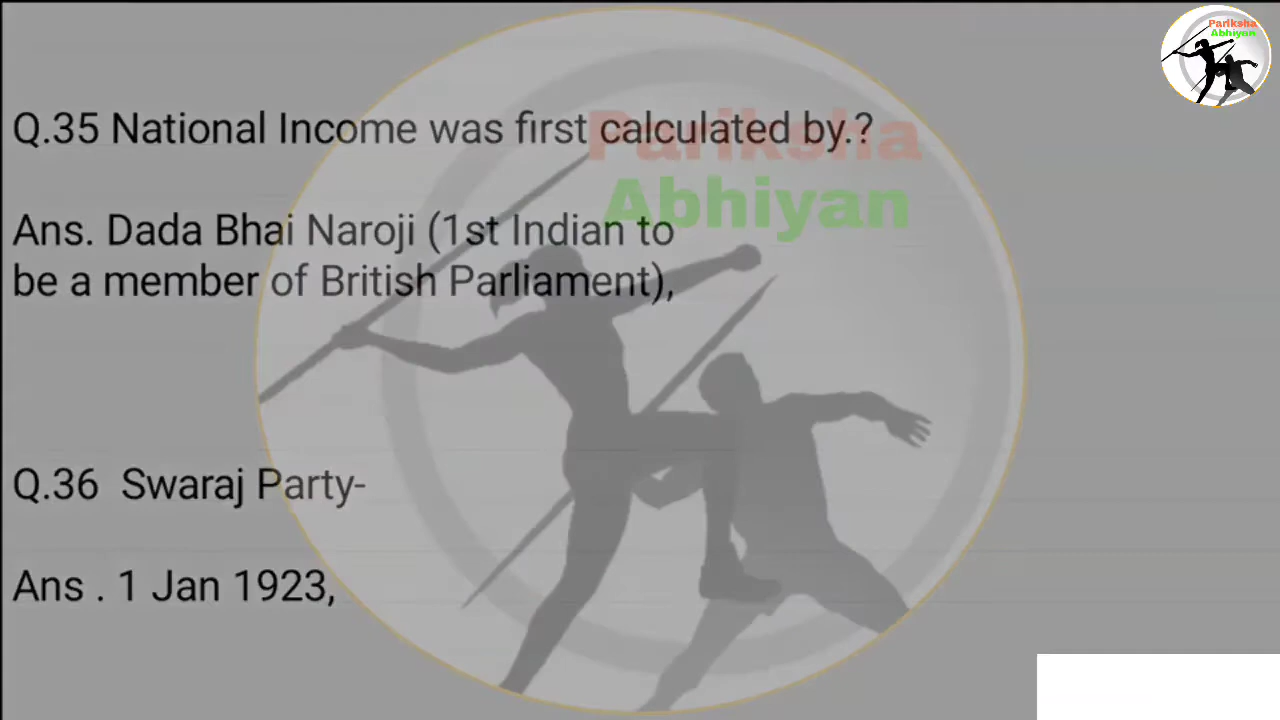 Pariksha
Abhiyan
Q.35 National Income was first calculated by.?
Pariksha
Abhiyan
Ans. Dada Bhai Naroji (1st Indian to
be a member of British Parliament),
Q.36 Swaraj Party-
Ans . 1 Jan 1923,